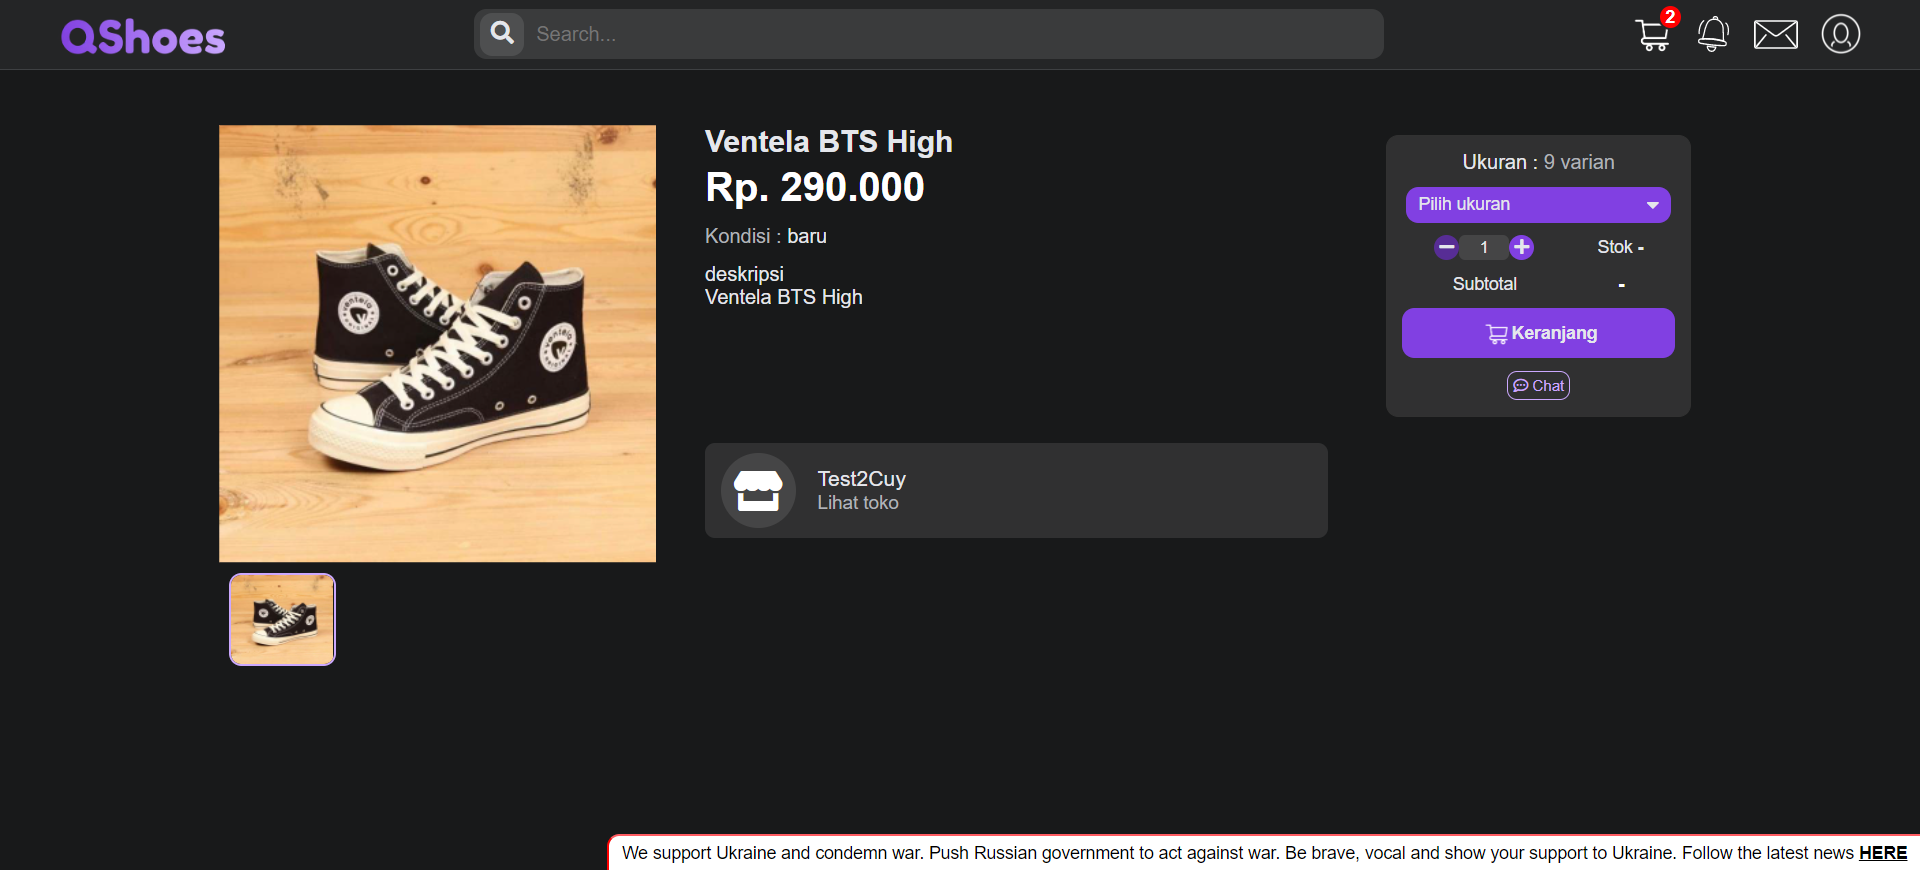 QShoes
Search...
2
Ventela BTS High
Rp. 290.000
Kondisi : baru
deskripsi
Ventela BTS High
Test2Cuy
Lihat toko
Ukuran : 9 varian
Pilih ukuran
1
Stok -
Subtotal -
Keranjang
Chat
ventela
ventela
We support Ukraine and condemn war. Push Russian government to act against war. Be brave, vocal and show your support to Ukraine. Follow the latest news HERE